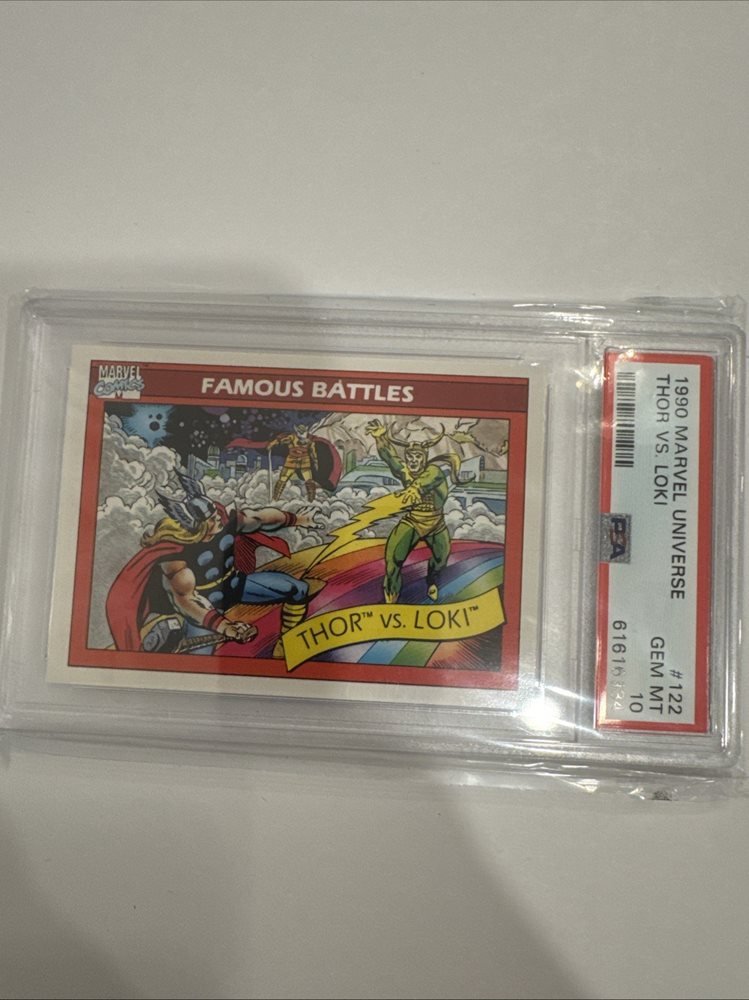 MARVEL
COMICS
FAMOUS BATTLES
THOR™ VS. LOKI™
1990 MARVEL UNIVERSE
THOR VS. LOKI
#122
GEM MT
10
PSA